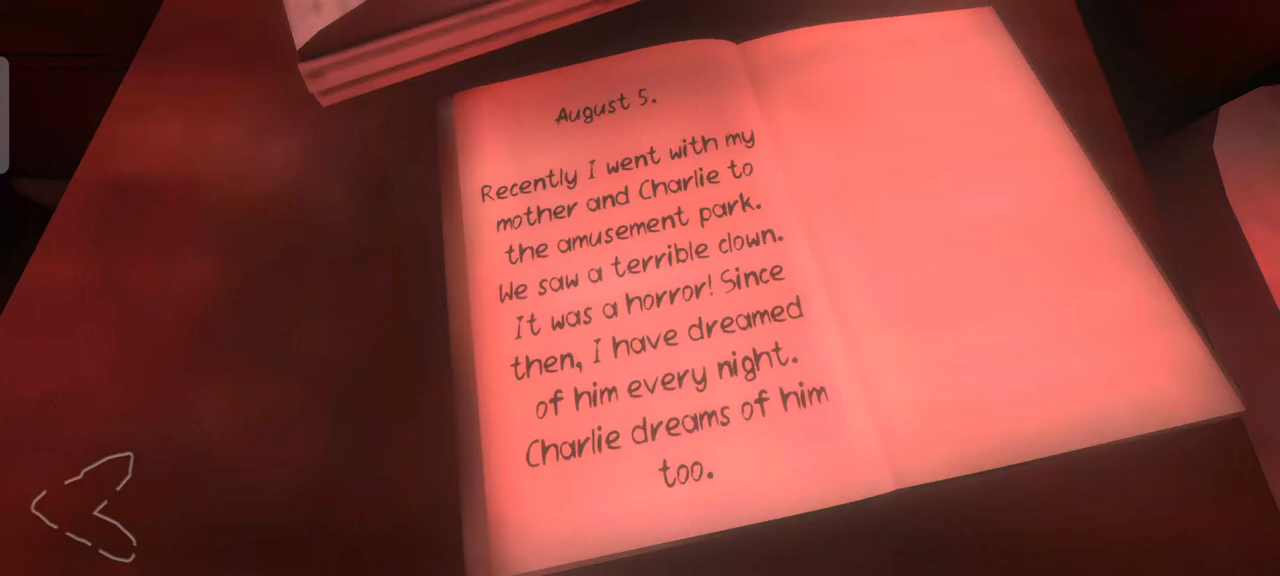 August 5.
Recently I went with my
mother and Charlie to
the amusement park.
We saw a terrible clown.
It was a horror! Since
then, I have dreamed
of him every night.
Charlie dreams of him
too.